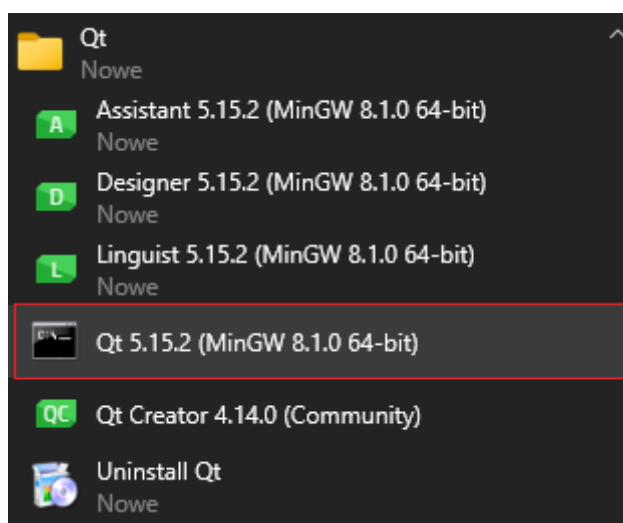 Qt
Nowe
A
Assistant 5.15.2 (MinGW 8.1.0 64-bit)
Nowe
D
Designer 5.15.2 (MinGW 8.1.0 64-bit)
Nowe
L
Linguist 5.15.2 (MinGW 8.1.0 64-bit)
Nowe
C:\_
Qt 5.15.2 (MinGW 8.1.0 64-bit)
QC
Qt Creator 4.14.0 (Community)
Uninstall Qt
Nowe